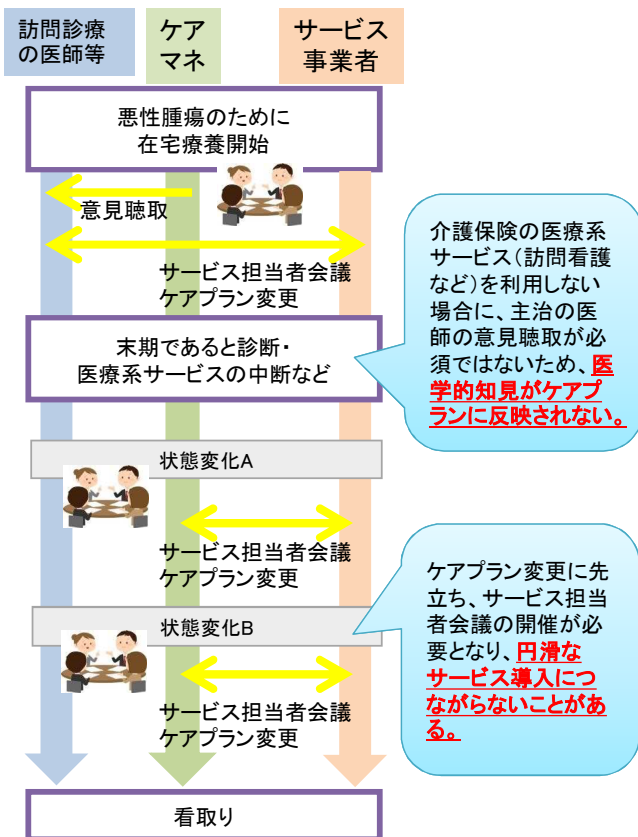 訪問診療
の医師等
ケア
マネ
サービス
事業者
悪性腫瘍のために
在宅療養開始
意見聴取
サービス担当者会議
ケアプラン変更
介護保険の医療系
サービス(訪問看護
など)を利用しない
場合に、主治の医
師の意見聴取が必
須ではないため、医
学的知見がケアプ
ランに反映されない。
末期であると診断・
医療系サービスの中断など
状態変化A
サービス担当者会議
ケアプラン変更
ケアプラン変更に先
立ち、サービス担当
者会議の開催が必
要となり、円滑な
サービス導入につ
ながらないことがあ
る。
状態変化B
サービス担当者会議
ケアプラン変更
看取り